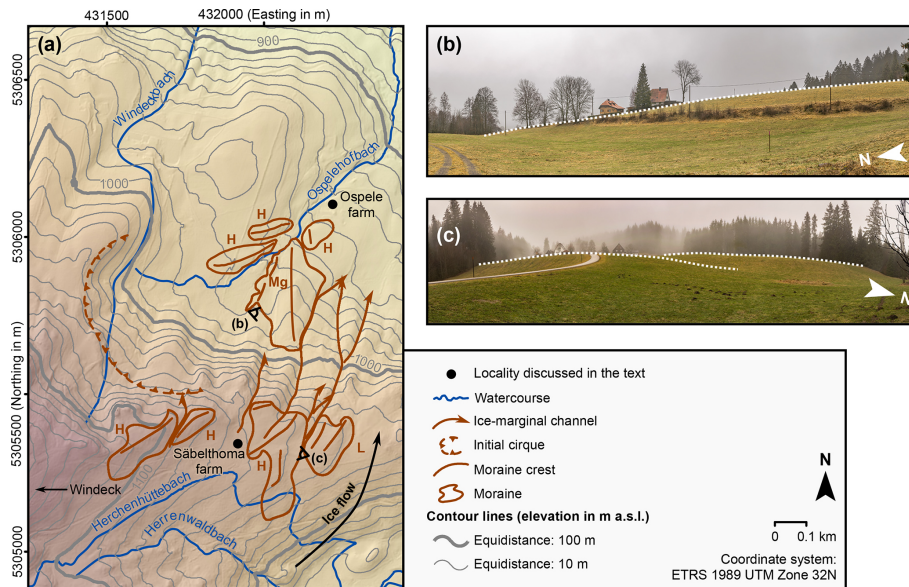 431500
432000 (Easting in m)
(a)
900
5306500
Windeckbach
1000
Ospelehofbach
Ospele
farm
5306000
H
H
H
Mg
(b)
1000
5305500 (Northing in m)
H
H
Säbelthoma
farm
H
L
(c)
1100
Windeck
Herchenhüttebach
Herrenwaldbach
Ice flow
5305000
(b)
N
(c)
N
Locality discussed in the text
Watercourse
Ice-marginal channel
Initial cirque
Moraine crest
Moraine
Contour lines (elevation in m a.s.l.)
Equidistance: 100 m
Equidistance: 10 m
N
0 0.1 km
Coordinate system:
ETRS 1989 UTM Zone 32N